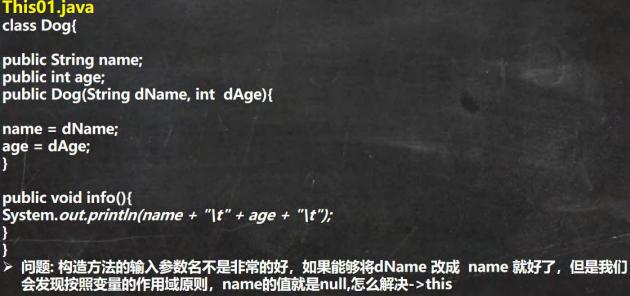 This01.java
class Dog{
public String name;
public int age;
public Dog(String dName, int  dAge){
name = dName;
age = dAge;
}
public void info(){
System.out.println(name + "\t" + age + "\t");
}
}
➢ 问题: 构造方法的输入参数名不是非常的好，如果能够将dName 改成  name 就好了，但是我们
会发现按照变量的作用域原则，name的值就是null,怎么解决->this